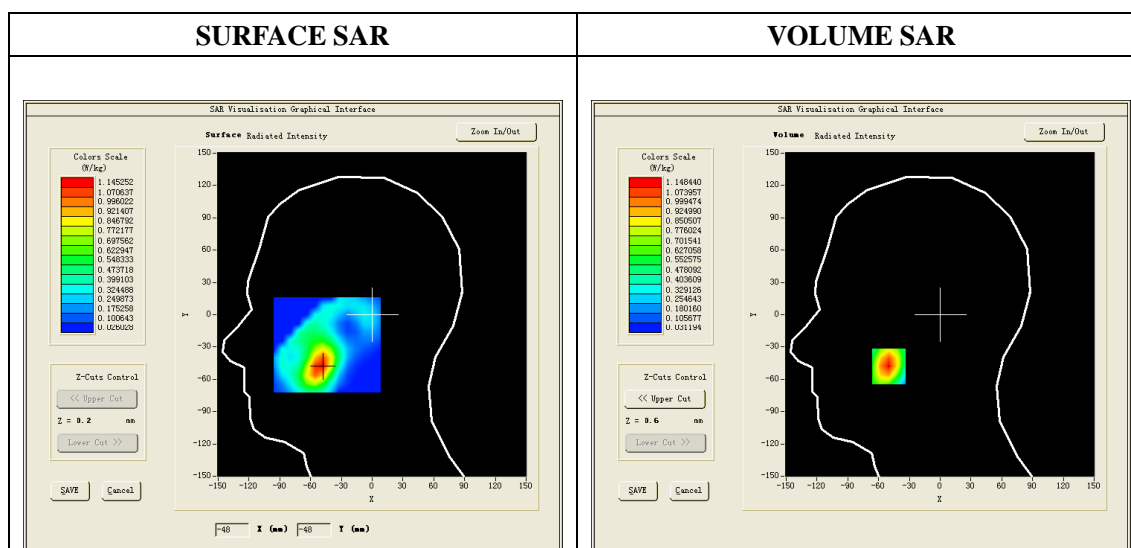 SURFACE SAR
VOLUME SAR
SAR Visualisation Graphical Interface
Surface Radiated Intensity
Zoom In/Out
Colors Scale
(W/kg)
1.145252
1.070637
0.996022
0.921407
0.846792
0.772177
0.697562
0.622947
0.548333
0.473718
0.399103
0.324488
0.249873
0.175258
0.100643
0.026028
Z-Cuts Control
<< Upper Cut
Z = 0.2 mm
Lower Cut >>
SAVE Cancel
150
120
90
60
30
0
-30
-60
-90
-120
-150
Y
-150 -120 -90 -60 -30 0 30 60 90 120 150
X
-48 X (mm) -48 Y (mm)
SAR Visualisation Graphical Interface
Volume Radiated Intensity
Zoom In/Out
Colors Scale
(W/kg)
1.148440
1.073957
0.999474
0.924990
0.850507
0.776024
0.701541
0.627058
0.552575
0.478092
0.403609
0.329126
0.254643
0.180160
0.105677
0.031194
Z-Cuts Control
<< Upper Cut
Z = 0.6 mm
Lower Cut >>
SAVE Cancel
150
120
90
60
30
0
-30
-60
-90
-120
-150
Y
-150 -120 -90 -60 -30 0 30 60 90 120 150
X